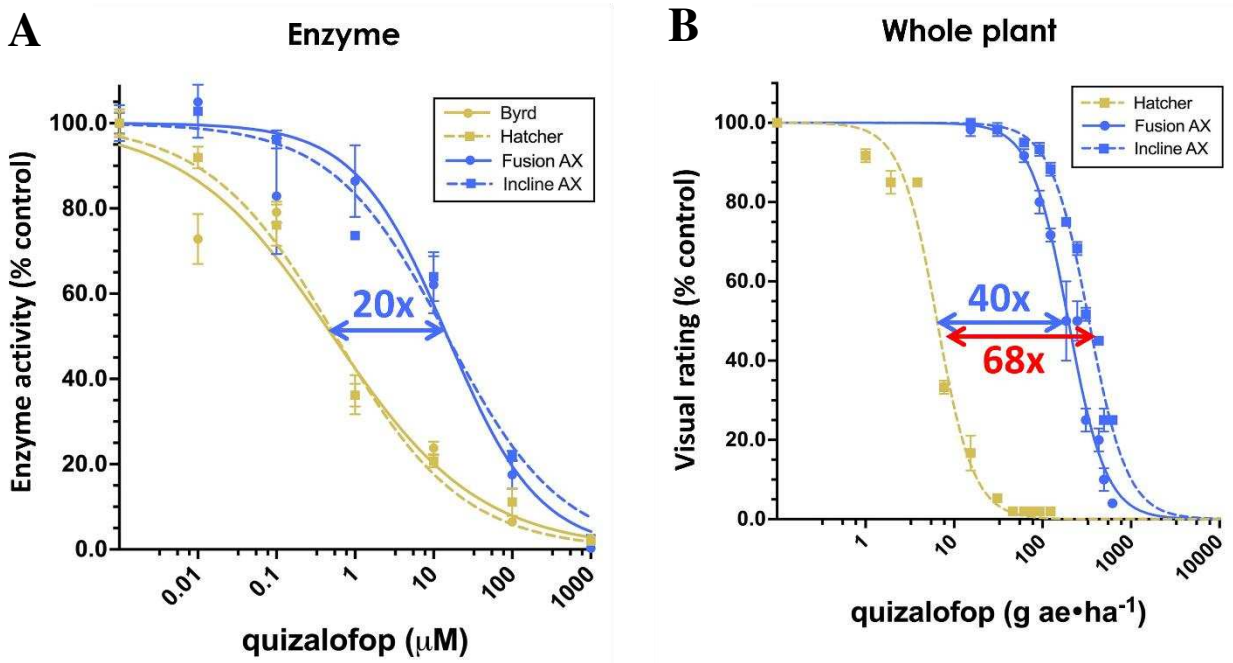 A
Enzyme
Enzyme activity (% control)
100.0
80.0
60.0
40.0
20.0
0.0
Byrd
Hatcher
Fusion AX
Incline AX
20x
0.01
0.1
1
10
100
1000
quizalofop (μM)
B
Whole plant
Visual rating (% control)
100.0
80.0
60.0
40.0
20.0
0.0
Hatcher
Fusion AX
Incline AX
40x
68x
1
10
100
1000
10000
quizalofop (g ae•ha⁻¹)